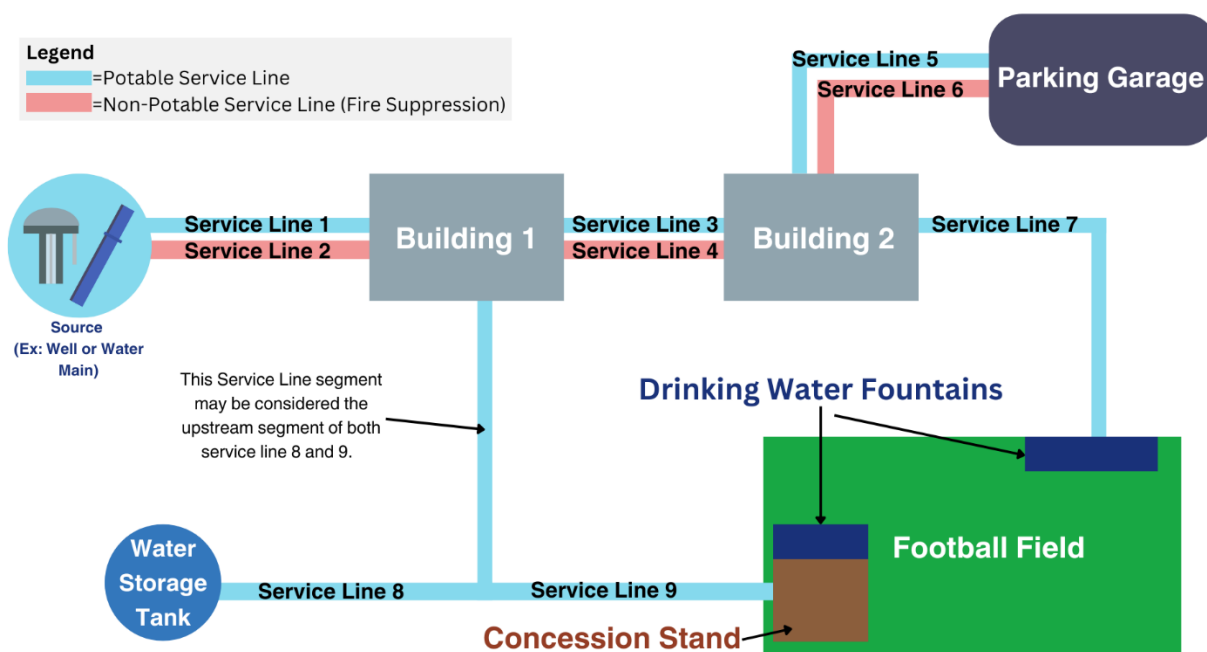 Legend
=Potable Service Line
=Non-Potable Service Line (Fire Suppression)
Service Line 5
Service Line 6
Parking Garage
Service Line 1
Service Line 2
Building 1
Service Line 3
Service Line 4
Building 2
Service Line 7
Source
(Ex: Well or Water
Main)
This Service Line segment
may be considered the
upstream segment of both
service line 8 and 9.
Drinking Water Fountains
Football Field
Water
Storage
Tank
Service Line 8
Service Line 9
Concession Stand